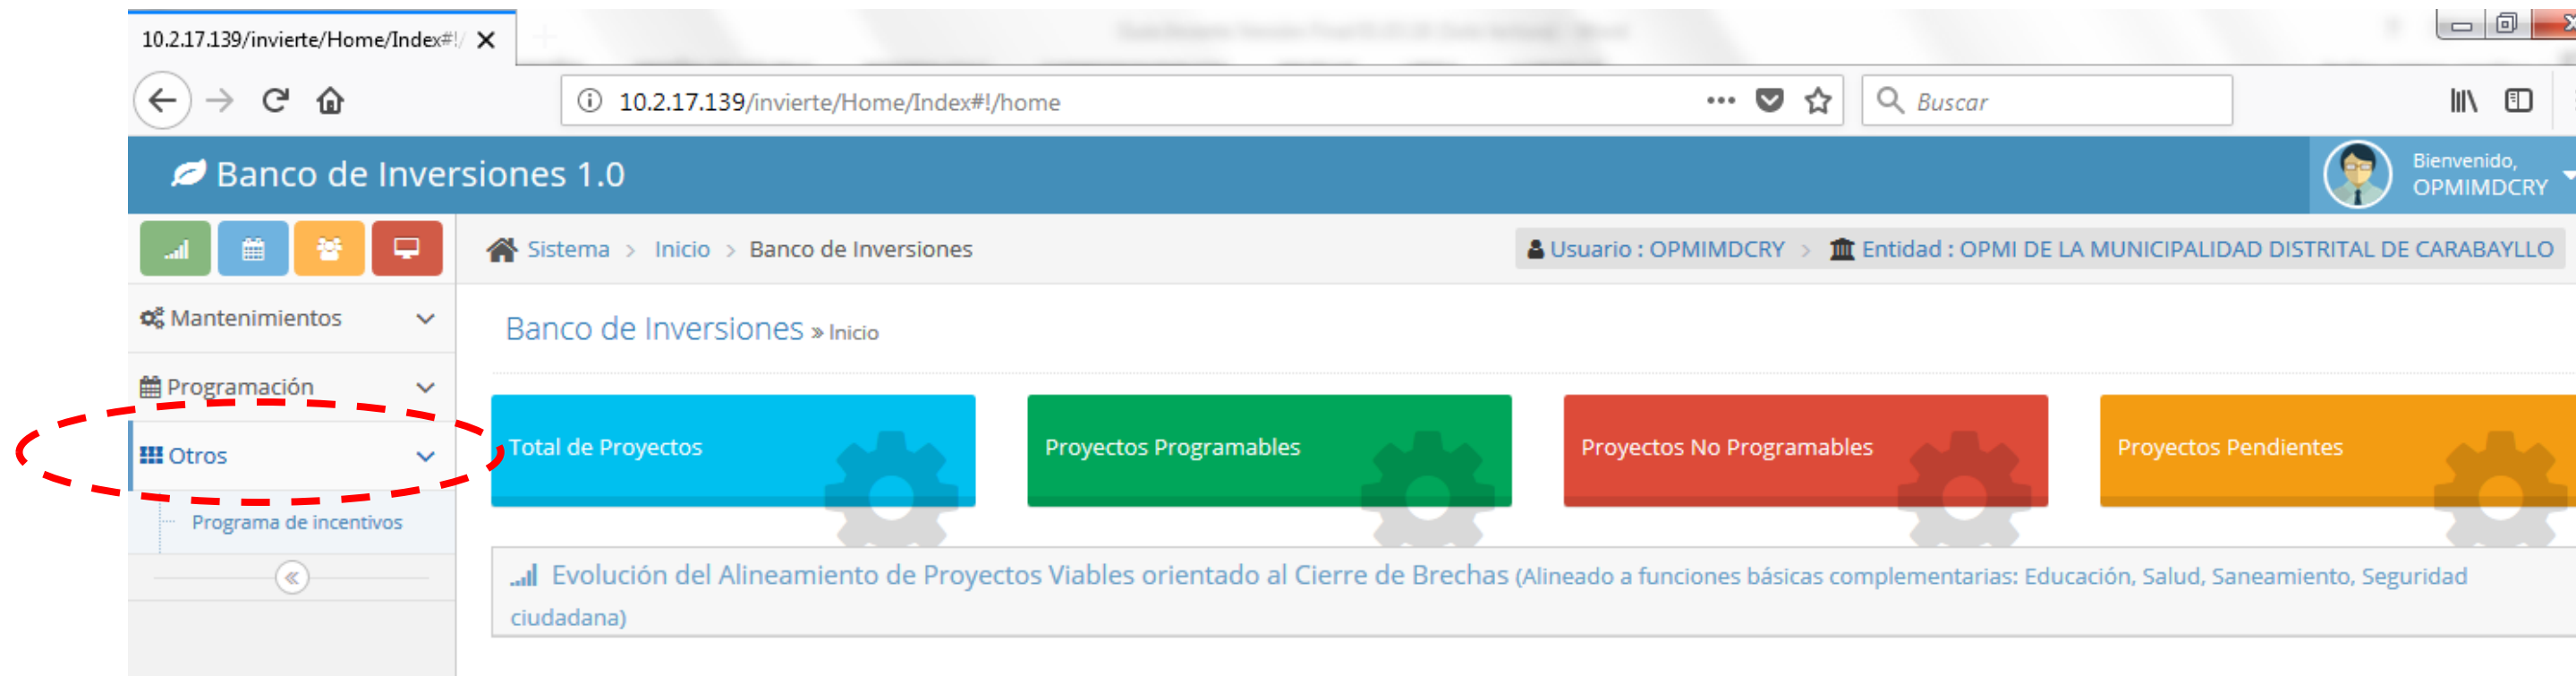 10.2.17.139/invierte/Home/Index#!/
10.2.17.139/invierte/Home/Index#!/home
Buscar
Banco de Inversiones 1.0
Bienvenido,
OPMIMDCRY
Sistema > Inicio > Banco de Inversiones
Usuario : OPMIMDCRY > Entidad : OPMI DE LA MUNICIPALIDAD DISTRITAL DE CARABAYLLO
Mantenimientos
Programación
Otros
Programa de incentivos
Banco de Inversiones » Inicio
Total de Proyectos
Proyectos Programables
Proyectos No Programables
Proyectos Pendientes
Evolución del Alineamiento de Proyectos Viables orientado al Cierre de Brechas (Alineado a funciones básicas complementarias: Educación, Salud, Saneamiento, Seguridad
ciudadana)